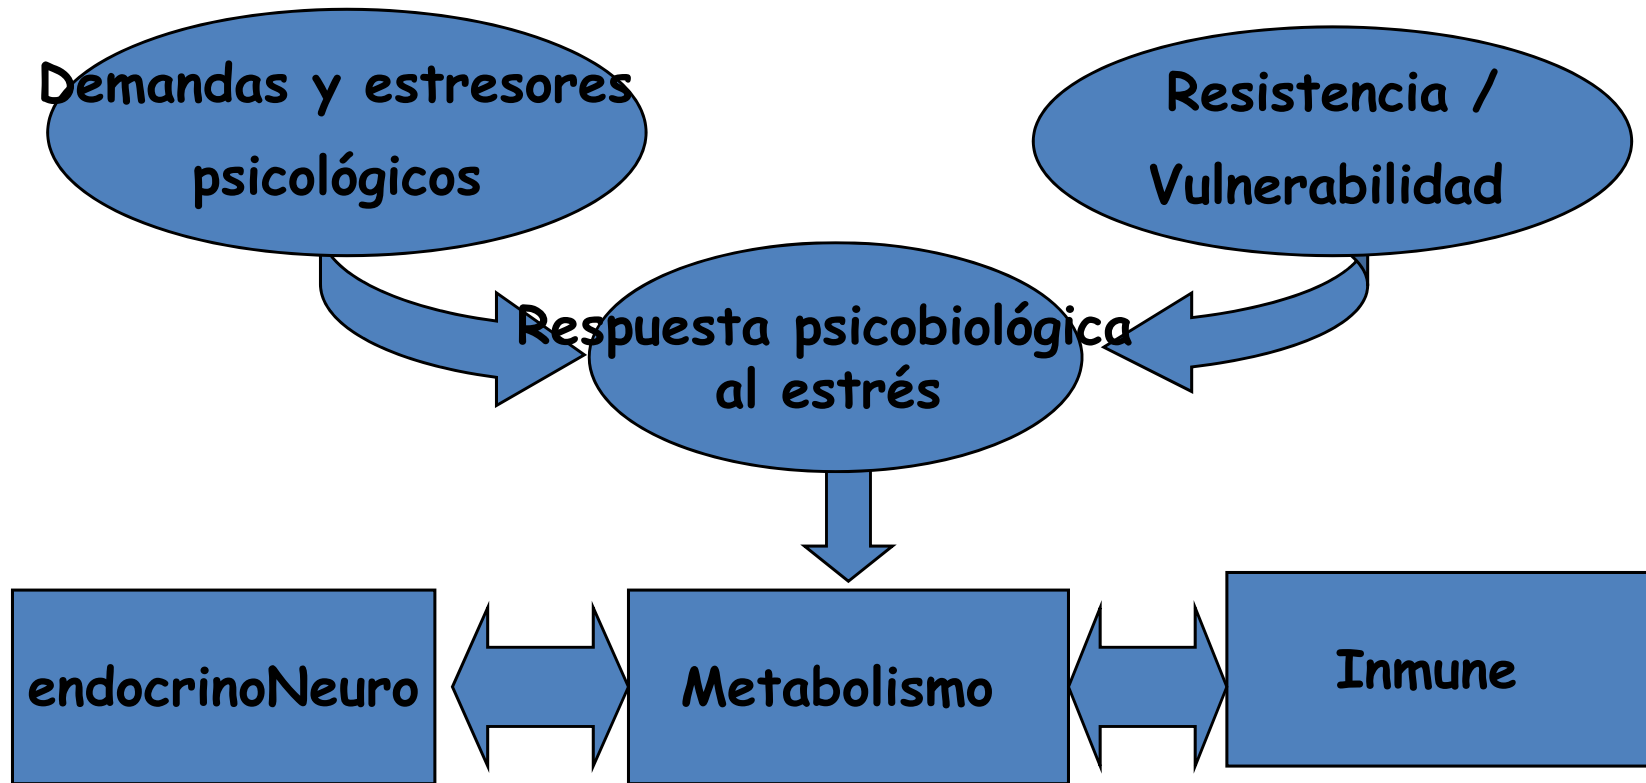 Demandas y estresores
psicológicos
Resistencia /
Vulnerabilidad
Respuesta psicobiológica
al estrés
endocrinoNeuro
Metabolismo
Inmune